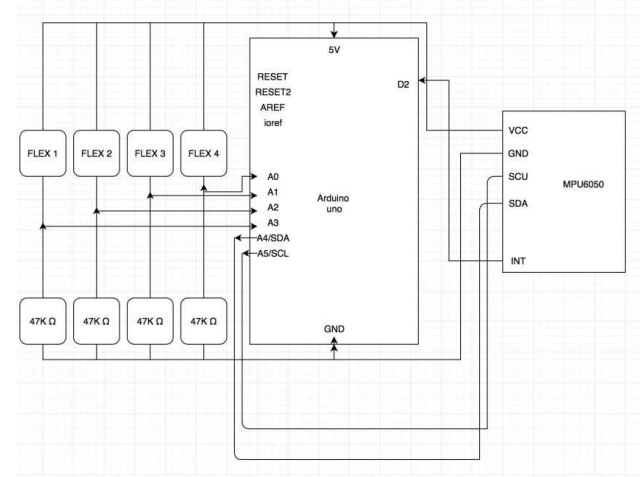 5V
RESET
RESET2
AREF
ioref
D2
FLEX 1
FLEX 2
FLEX 3
FLEX 4
A0
A1
A2
A3
A4/SDA
A5/SCL
Arduino
uno
VCC
GND
SCU
SDA
INT
MPU6050
47K Ω
47K Ω
47K Ω
47K Ω
GND